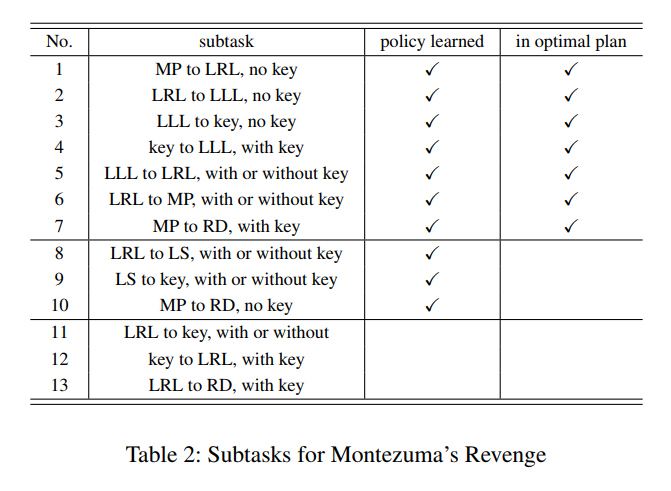 No. subtask policy learned in optimal plan
1 MP to LRL, no key ✓ ✓
2 LRL to LLL, no key ✓ ✓
3 LLL to key, no key ✓ ✓
4 key to LLL, with key ✓ ✓
5 LLL to LRL, with or without key ✓ ✓
6 LRL to MP, with or without key ✓ ✓
7 MP to RD, with key ✓ ✓
8 LRL to LS, with or without key ✓
9 LS to key, with or without key ✓
10 MP to RD, no key ✓
11 LRL to key, with or without
12 key to LRL, with key
13 LRL to RD, with key
Table 2: Subtasks for Montezuma's Revenge